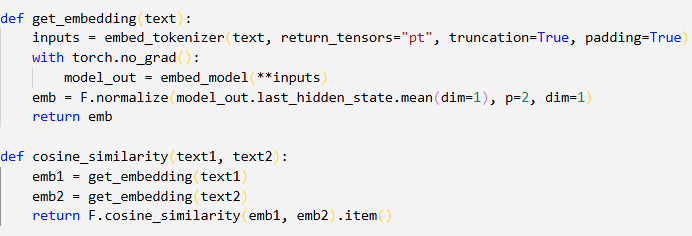 def get_embedding(text):
    inputs = embed_tokenizer(text, return_tensors="pt", truncation=True, padding=True)
    with torch.no_grad():
        model_out = embed_model(**inputs)
    emb = F.normalize(model_out.last_hidden_state.mean(dim=1), p=2, dim=1)
    return emb

def cosine_similarity(text1, text2):
    emb1 = get_embedding(text1)
    emb2 = get_embedding(text2)
    return F.cosine_similarity(emb1, emb2).item()